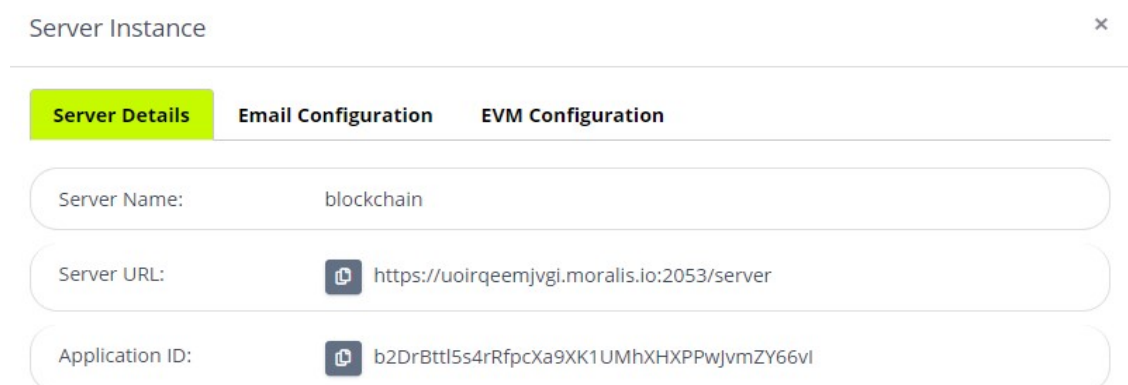 Server Instance ×
Server Details Email Configuration EVM Configuration
Server Name: blockchain
Server URL: https://uoirqeemjvgi.moralis.io:2053/server
Application ID: b2DrBttl5s4rRfpcXa9XK1UMhXHXPPwJvmZY66vI